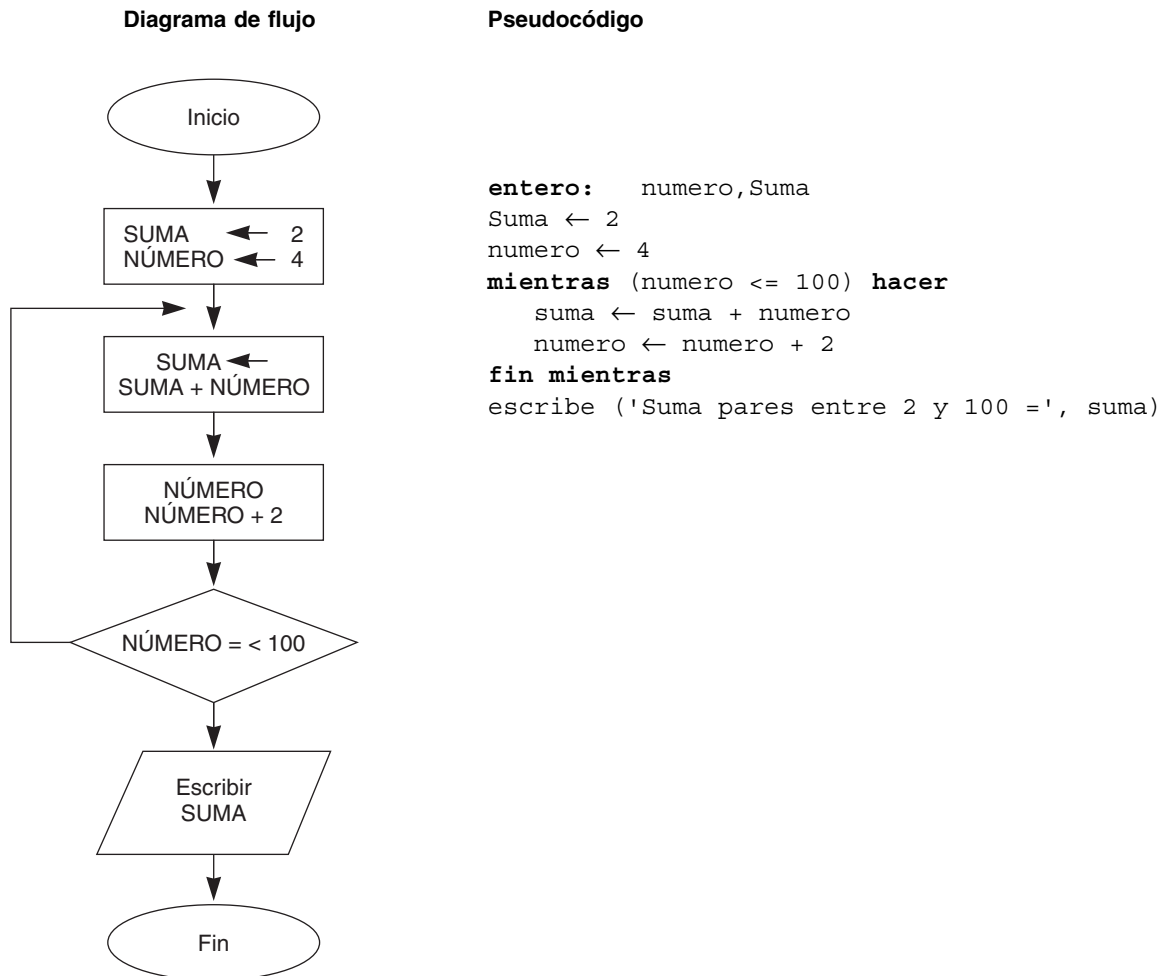 Diagrama de flujo
Inicio
SUMA ← 2
NÚMERO ← 4
SUMA ←
SUMA + NÚMERO
NÚMERO
NÚMERO + 2
NÚMERO = < 100
Escribir
SUMA
Fin
Pseudocódigo
entero: numero,Suma
Suma ← 2
numero ← 4
mientras (numero <= 100) hacer
suma ← suma + numero
numero ← numero + 2
fin mientras
escribe ('Suma pares entre 2 y 100 =', suma)